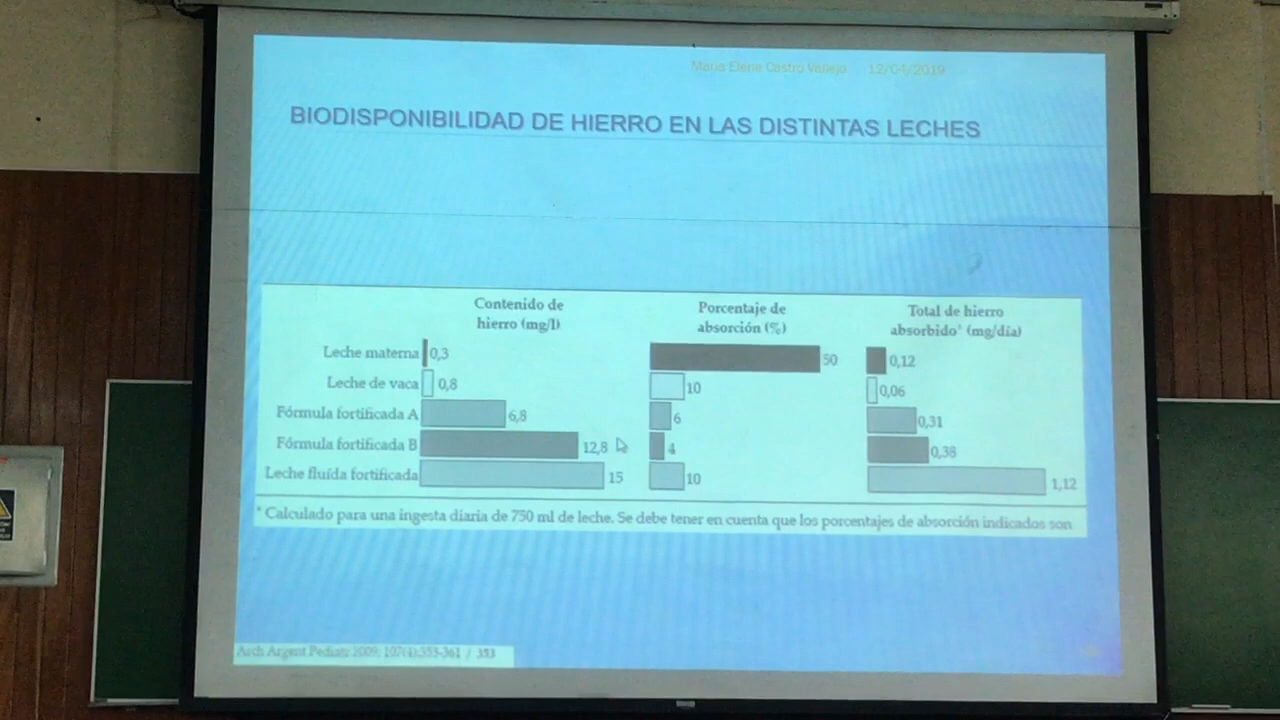 Maria Elena Castro Vallejo 12/04/2019
BIODISPONIBILIDAD DE HIERRO EN LAS DISTINTAS LECHES
Contenido de hierro (mg/l)
Porcentaje de absorción (%)
Total de hierro absorbido* (mg/día)
Leche materna 0,3 50 0,12
Leche de vaca 0,8 10 0,06
Fórmula fortificada A 6,8 6 0,31
Fórmula fortificada B 12,8 4 0,38
Leche fluída fortificada 15 10 1,12
* Calculado para una ingesta diaria de 750 ml de leche. Se debe tener en cuenta que los porcentajes de absorción indicados son
Arch Argent Pediatr 2009; 107(4):353-361 / 353